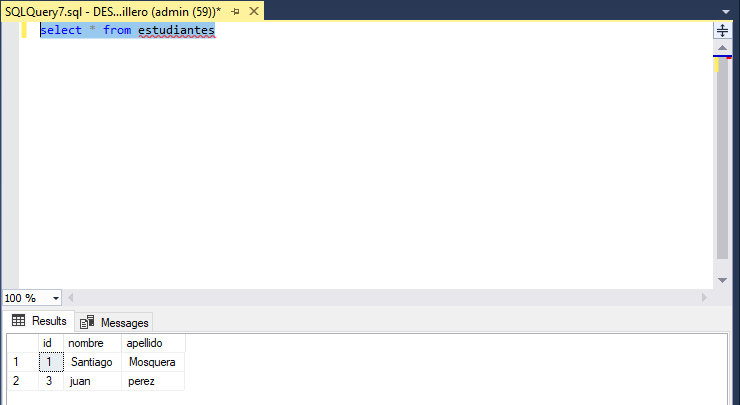 SQLQuery7.sql - DES...illero (admin (59))*
select * from estudiantes
100 %
Results Messages
id nombre apellido
1 1 Santiago Mosquera
2 3 juan perez